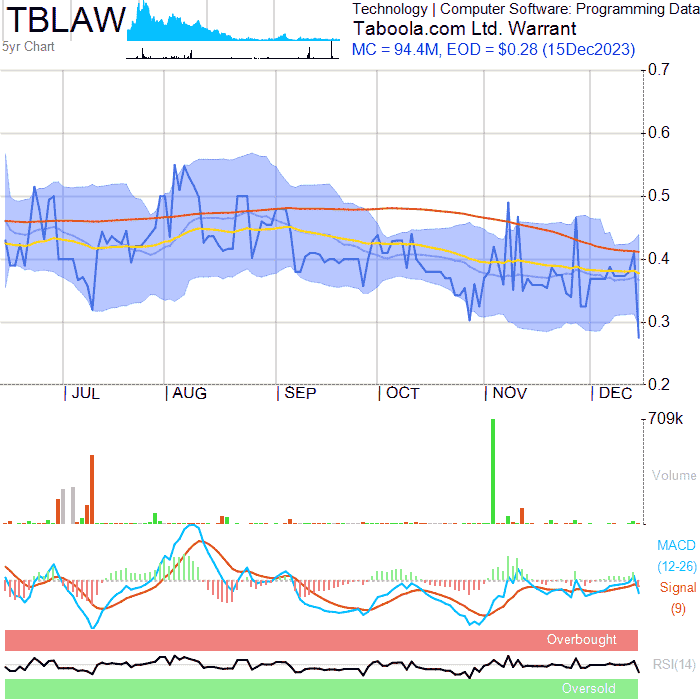 TBLAW
5yr Chart
Technology | Computer Software: Programming Data
Taboola.com Ltd. Warrant
MC = 94.4M, EOD = $0.28 (15Dec2023)
0.7
0.6
0.5
0.4
0.3
0.2
JUL AUG SEP OCT NOV DEC
709k
Volume
MACD
(12-26)
Signal
(9)
Overbought
RSI(14)
Oversold